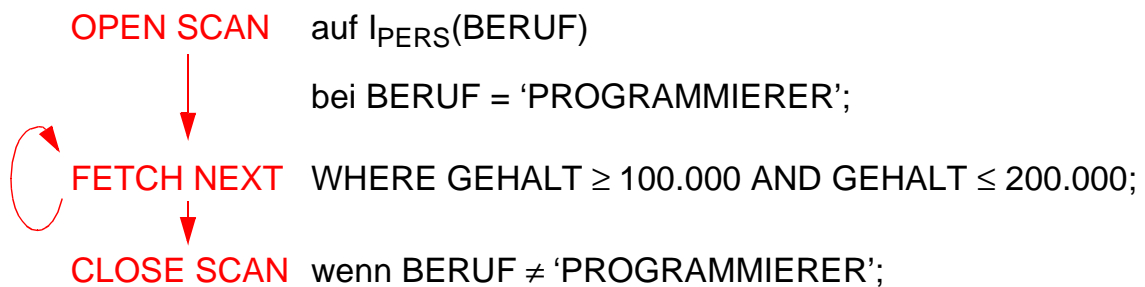 OPEN SCAN auf I_PERS(BERUF)
bei BERUF = ‘PROGRAMMIERER’;
FETCH NEXT WHERE GEHALT ≥ 100.000 AND GEHALT ≤ 200.000;
CLOSE SCAN wenn BERUF ≠ ‘PROGRAMMIERER’;